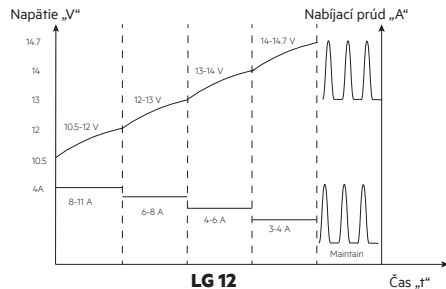 Napätie „V“
Nabíjací prúd „A“
14.7
14
13
12
10.5
4A
10.5-12 V
12-13 V
13-14 V
14-14.7 V
8-11 A
6-8 A
4-6 A
3-4 A
Maintain
LG 12
Čas „t“